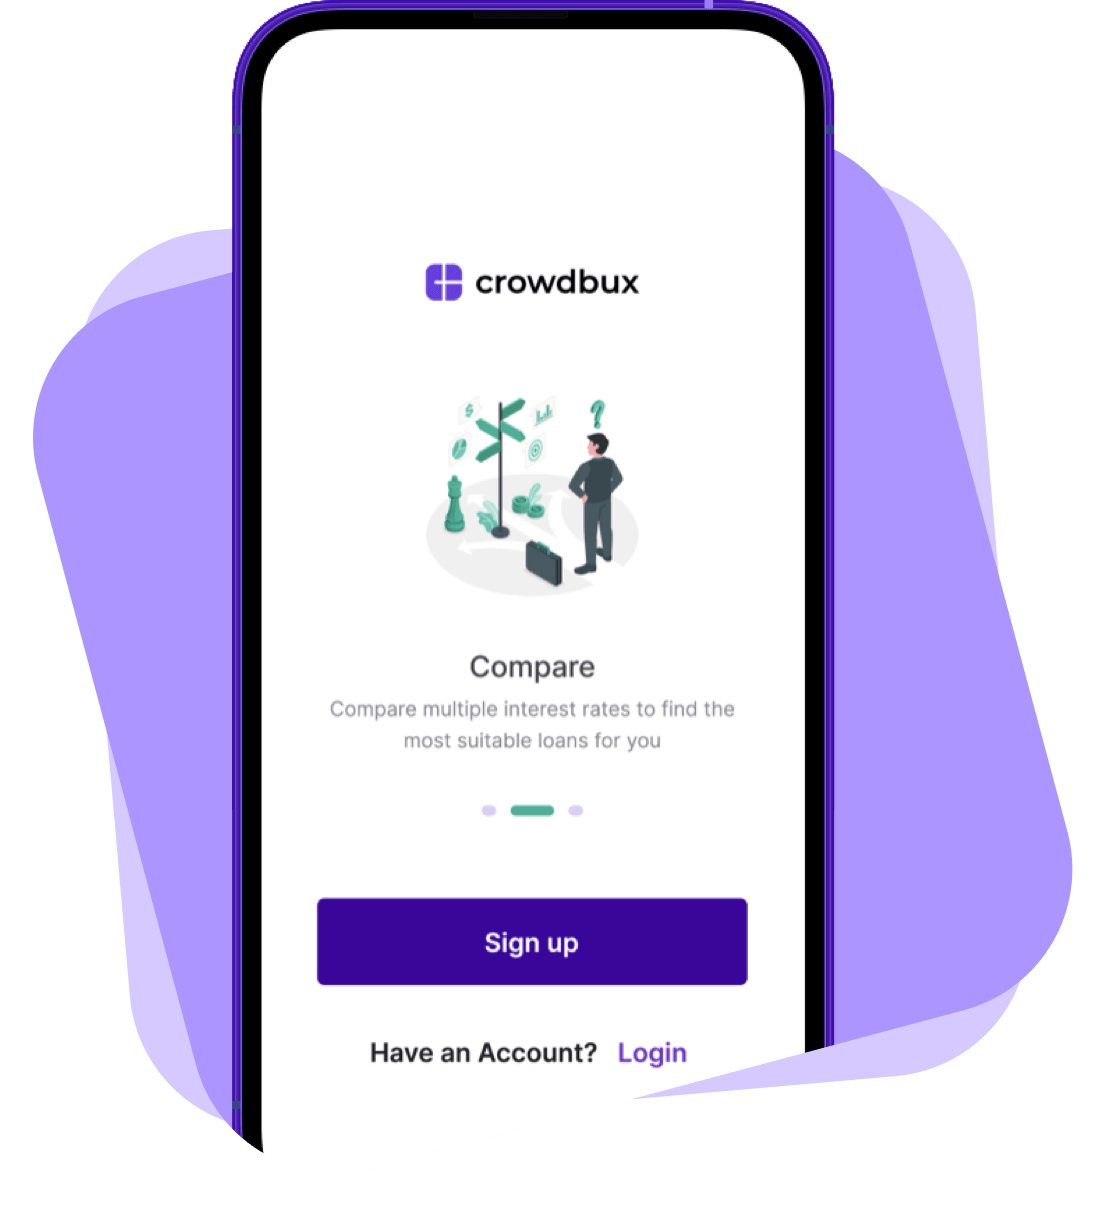 crowdbux
$
?
Compare
Compare multiple interest rates to find the
most suitable loans for you
Sign up
Have an Account? Login